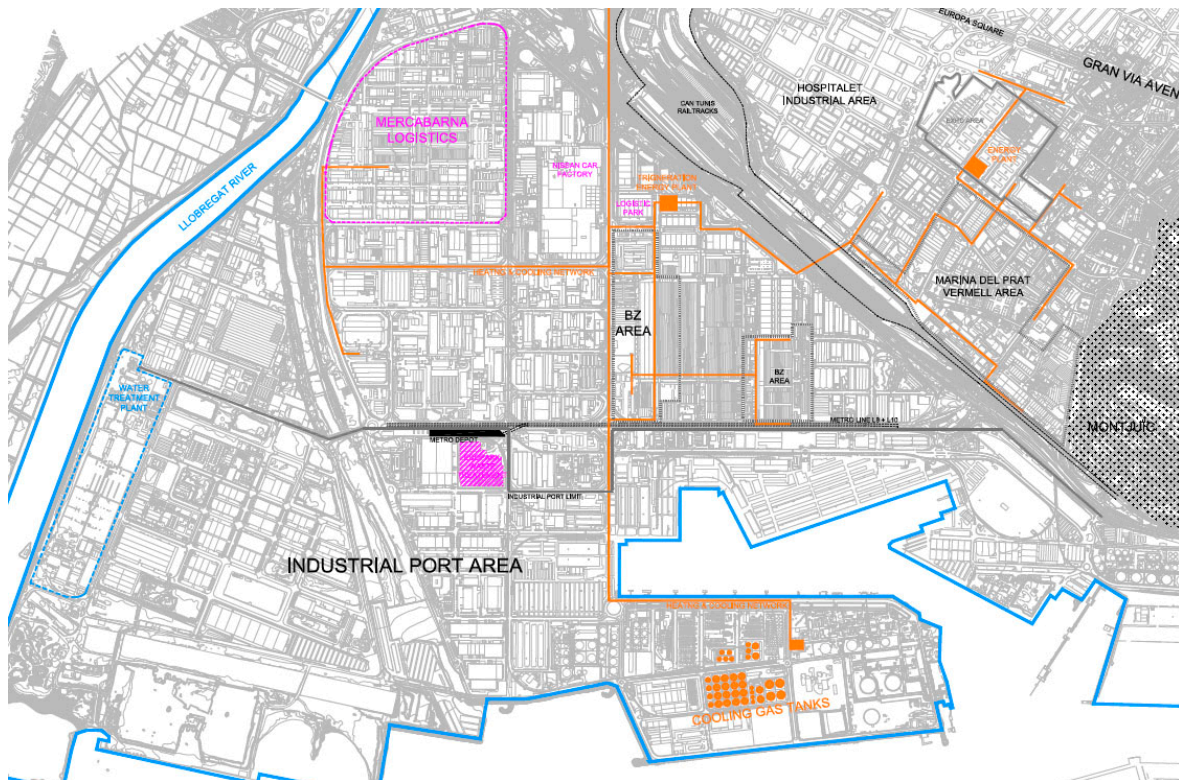 EUROPA SQUARE
GRAN VIA AVEN
HOSPITALET
INDUSTRIAL AREA
CAN TUNIS
RAILTRACKS
EXPO AREA
MERCABARNA
LOGISTICS
ENERGY
PLANT
NISSAN CAR
FACTORY
TRIGENERATION
ENERGY PLANT
LOGISTIC
PARK
LLOBREGAT RIVER
HEATING & COOLING NETWORK
MARINA DEL PRAT
VERMELL AREA
BZ
AREA
BZ
AREA
WATER
TREATMENT
PLANT
METRO LINE L9 + L10
MONTJUIC
METRO DEPOT
INDUSTRIAL PORT LIMIT
INDUSTRIAL PORT AREA
HEATING & COOLING NETWORK
COOLING GAS TANKS